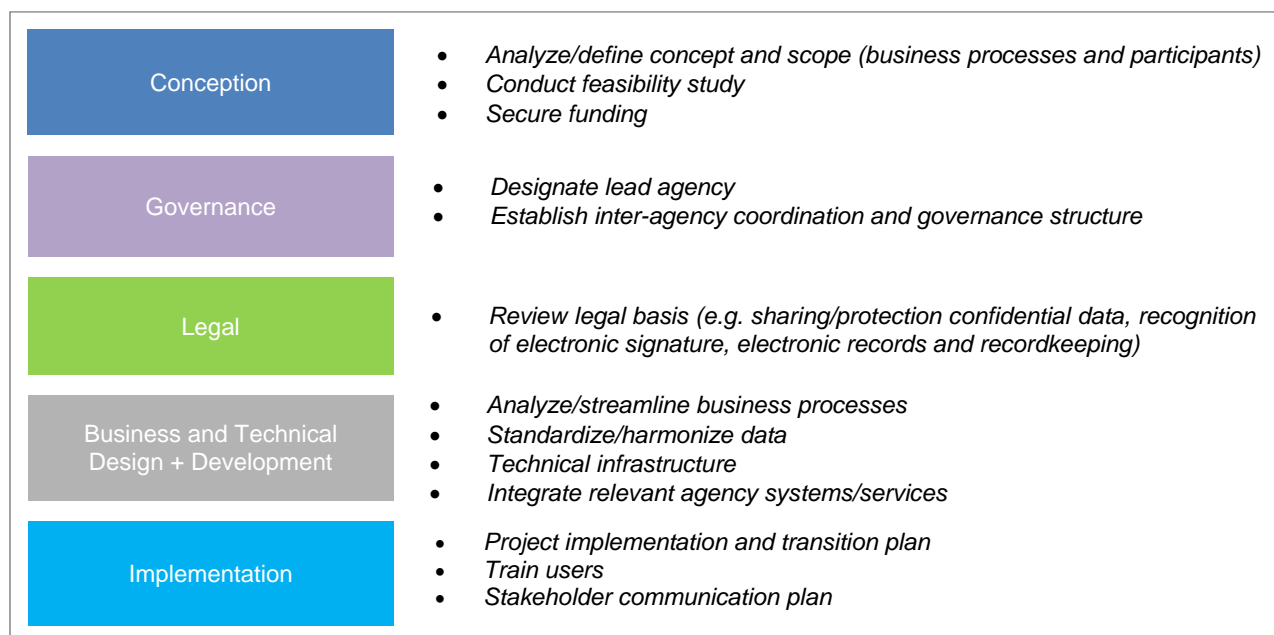 Conception
• Analyze/define concept and scope (business processes and participants)
• Conduct feasibility study
• Secure funding
Governance
• Designate lead agency
• Establish inter-agency coordination and governance structure
Legal
• Review legal basis (e.g. sharing/protection confidential data, recognition
of electronic signature, electronic records and recordkeeping)
Business and Technical
Design + Development
• Analyze/streamline business processes
• Standardize/harmonize data
• Technical infrastructure
• Integrate relevant agency systems/services
Implementation
• Project implementation and transition plan
• Train users
• Stakeholder communication plan